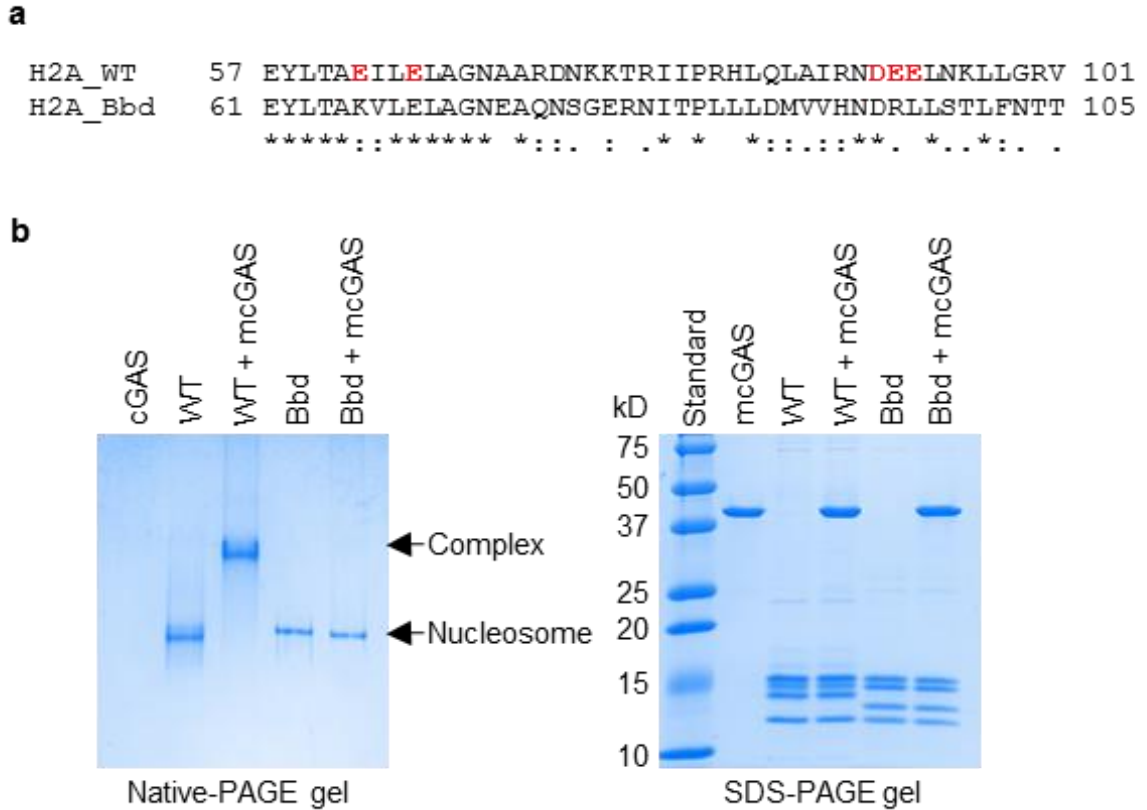 a
H2A_WT 57 EYLTAEILELAGNAARDNKKTRIIPRHLQLAIRNDEELNKLLGRV 101
H2A_Bbd 61 EYLTAKVLELAGNEAQNSGERNITPLLLDMVVHNDRLLSTLFNTT 105
*****::****** *::. : .* *  *::.::**. *..*:. .
b
cGAS
WT
WT + mcGAS
Bbd
Bbd + mcGAS
Complex
Nucleosome
Native-PAGE gel
kD
Standard
mcGAS
WT
WT + mcGAS
Bbd
Bbd + mcGAS
75
50
37
25
20
15
10
SDS-PAGE gel